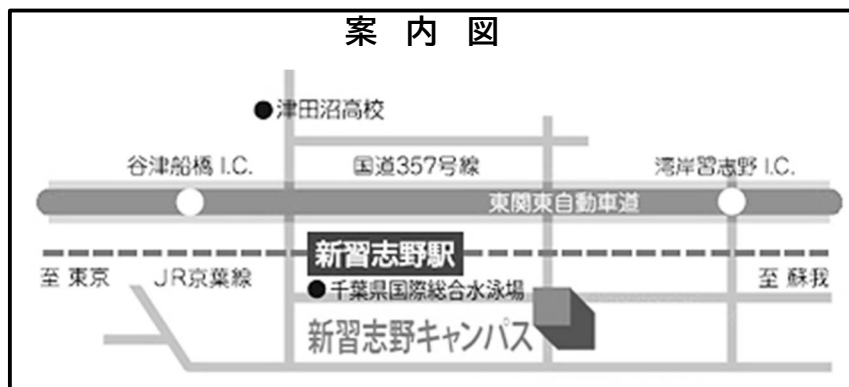 案 内 図
津田沼高校
谷津船橋 I.C.
国道357号線
湾岸習志野 I.C.
東関東自動車道
新習志野駅
至 東京
JR京葉線
至 蘇我
千葉県国際総合水泳場
新習志野キャンパス